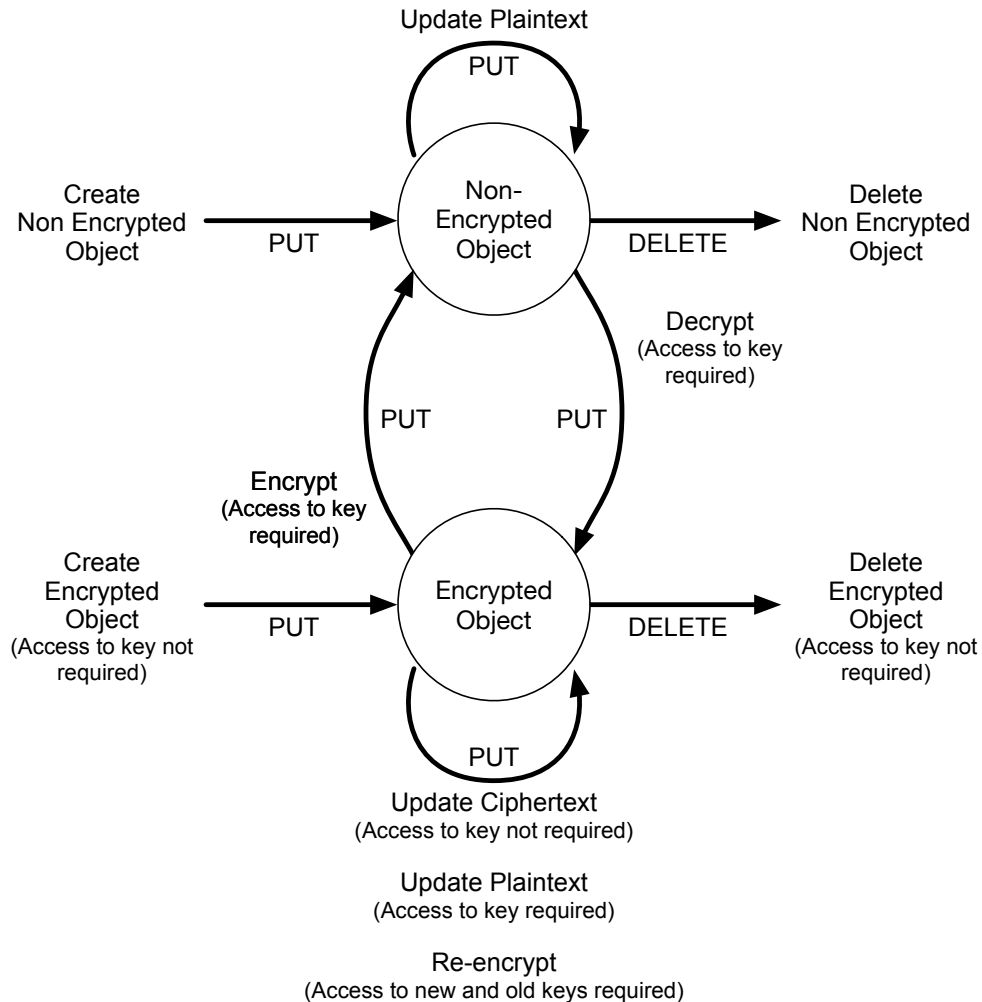 Update Plaintext
PUT
Create
Non Encrypted
Object
PUT
Non-
Encrypted
Object
DELETE
Delete
Non Encrypted
Object
Decrypt
(Access to key
required)
PUT
PUT
Encrypt
(Access to key
required)
Create
Encrypted
Object
(Access to key not
required)
PUT
Encrypted
Object
DELETE
Delete
Encrypted
Object
(Access to key not
required)
PUT
Update Ciphertext
(Access to key not required)
Update Plaintext
(Access to key required)
Re-encrypt
(Access to new and old keys required)